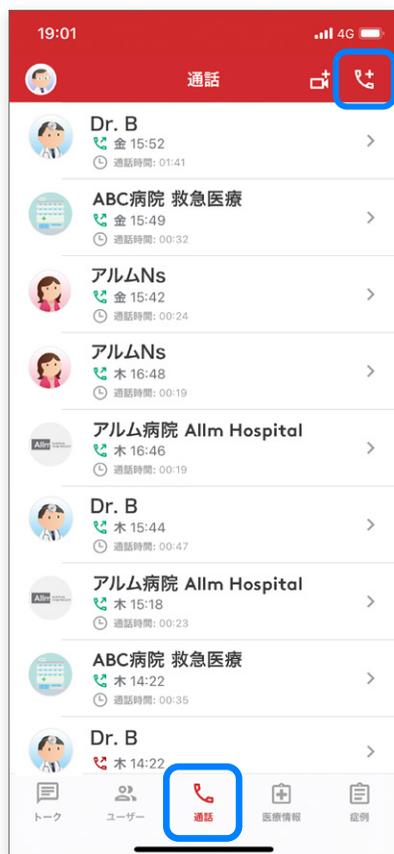 19:01
4G
通話
Dr. B
金 15:52
通話時間: 01:41
ABC病院 救急医療
金 15:49
通話時間: 00:32
アルムNs
金 15:42
通話時間: 00:24
アルムNs
木 16:48
通話時間: 00:19
アルム病院 Allm Hospital
Allm
木 16:46
通話時間: 00:19
Dr. B
木 15:44
通話時間: 00:47
アルム病院 Allm Hospital
Allm
木 15:18
通話時間: 00:23
ABC病院 救急医療
木 14:22
通話時間: 00:35
Dr. B
木 14:22
トーク ユーザー 通話 医療情報 症例